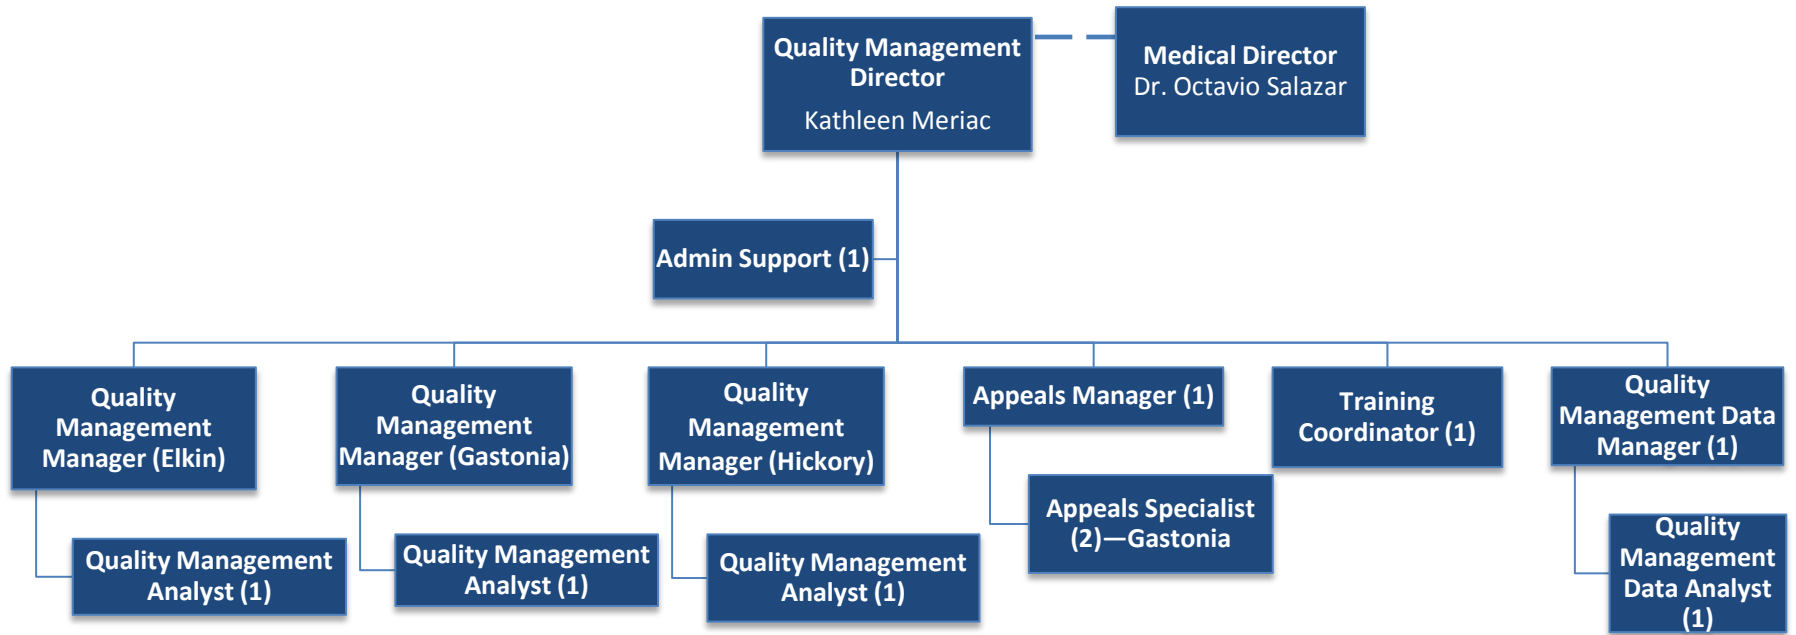 Quality Management
Director
Kathleen Meriac
Medical Director
Dr. Octavio Salazar
Admin Support (1)
Quality
Management
Manager (Elkin)
Quality
Management
Manager (Gastonia)
Quality
Management
Manager (Hickory)
Appeals Manager (1)
Training
Coordinator (1)
Quality
Management Data
Manager (1)
Quality Management
Analyst (1)
Quality Management
Analyst (1)
Quality Management
Analyst (1)
Appeals Specialist
(2)—Gastonia
Quality
Management
Data Analyst
(1)